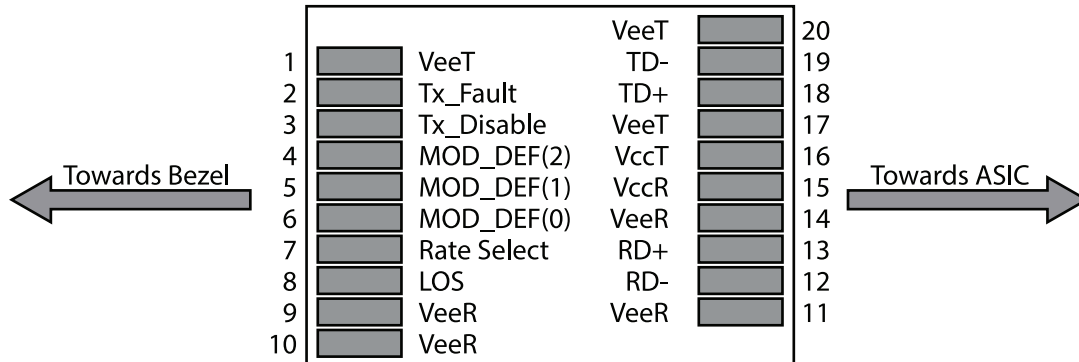 VeeT 20
1 VeeT TD- 19
2 Tx_Fault TD+ 18
3 Tx_Disable VeeT 17
4 MOD_DEF(2) VccT 16
Towards Bezel 5 MOD_DEF(1) VccR 15 Towards ASIC
6 MOD_DEF(0) VeeR 14
7 Rate Select RD+ 13
8 LOS RD- 12
9 VeeR VeeR 11
10 VeeR